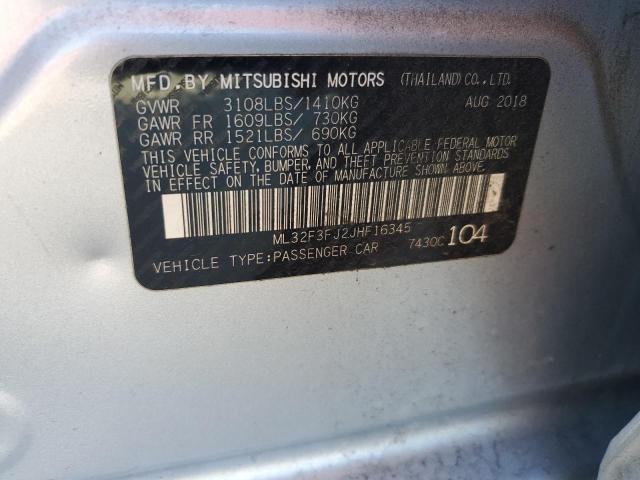 MFD. BY MITSUBISHI MOTORS (THAILAND) CO., LTD.
GVWR 3108LBS/1410KG AUG 2018
GAWR FR 1609LBS/ 730KG
GAWR RR 1521LBS/ 690KG
THIS VEHICLE CONFORMS TO ALL APPLICABLE FEDERAL MOTOR
VEHICLE SAFETY, BUMPER, AND THEFT PREVENTION STANDARDS
IN EFFECT ON THE DATE OF MANUFACTURE SHOWN ABOVE.
ML32F3FJ2JHF16345
VEHICLE TYPE:PASSENGER CAR 7430C 104